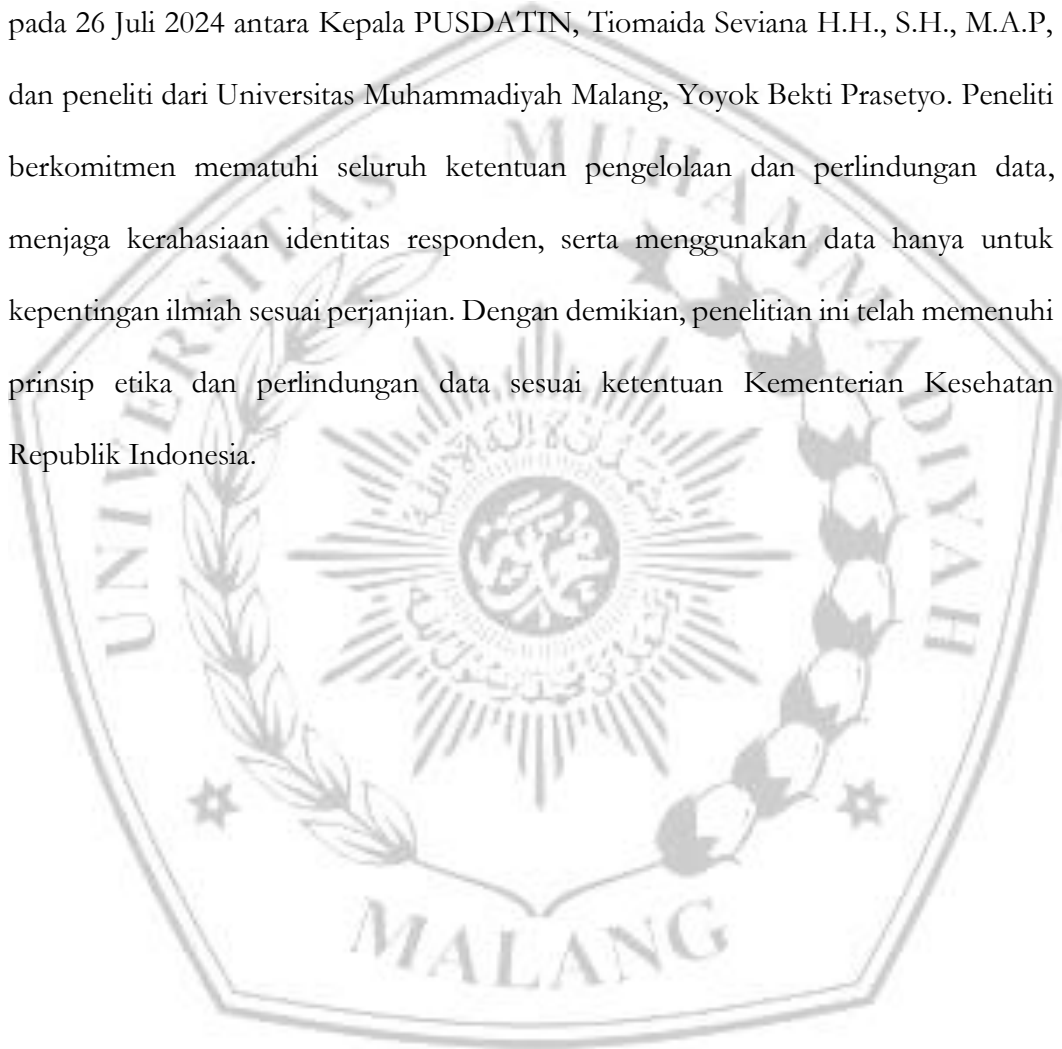 pada 26 Juli 2024 antara Kepala PUSDATIN, Tiomaida Seviana H.H., S.H., M.A.P,
dan peneliti dari Universitas Muhammadiyah Malang, Yoyok Bekti Prasetyo. Peneliti
berkomitmen mematuhi seluruh ketentuan pengelolaan dan perlindungan data,
menjaga kerahasiaan identitas responden, serta menggunakan data hanya untuk
kepentingan ilmiah sesuai perjanjian. Dengan demikian, penelitian ini telah memenuhi
prinsip etika dan perlindungan data sesuai ketentuan Kementerian Kesehatan
Republik Indonesia.
UNIVERSITAS MUHAMMADIYAH
MALANG